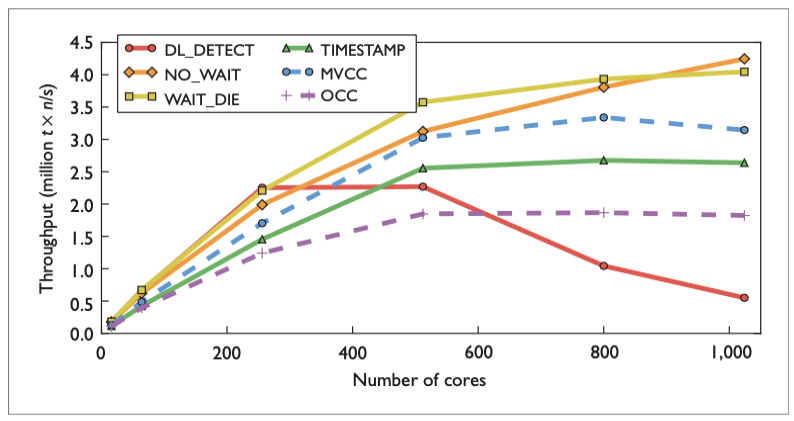 4.5
4.0
3.5
3.0
2.5
2.0
1.5
1.0
0.5
0.0
Throughput (million t × n/s)
DL_DETECT
NO_WAIT
WAIT_DIE
TIMESTAMP
MVCC
OCC
0 200 400 600 800 1,000
Number of cores